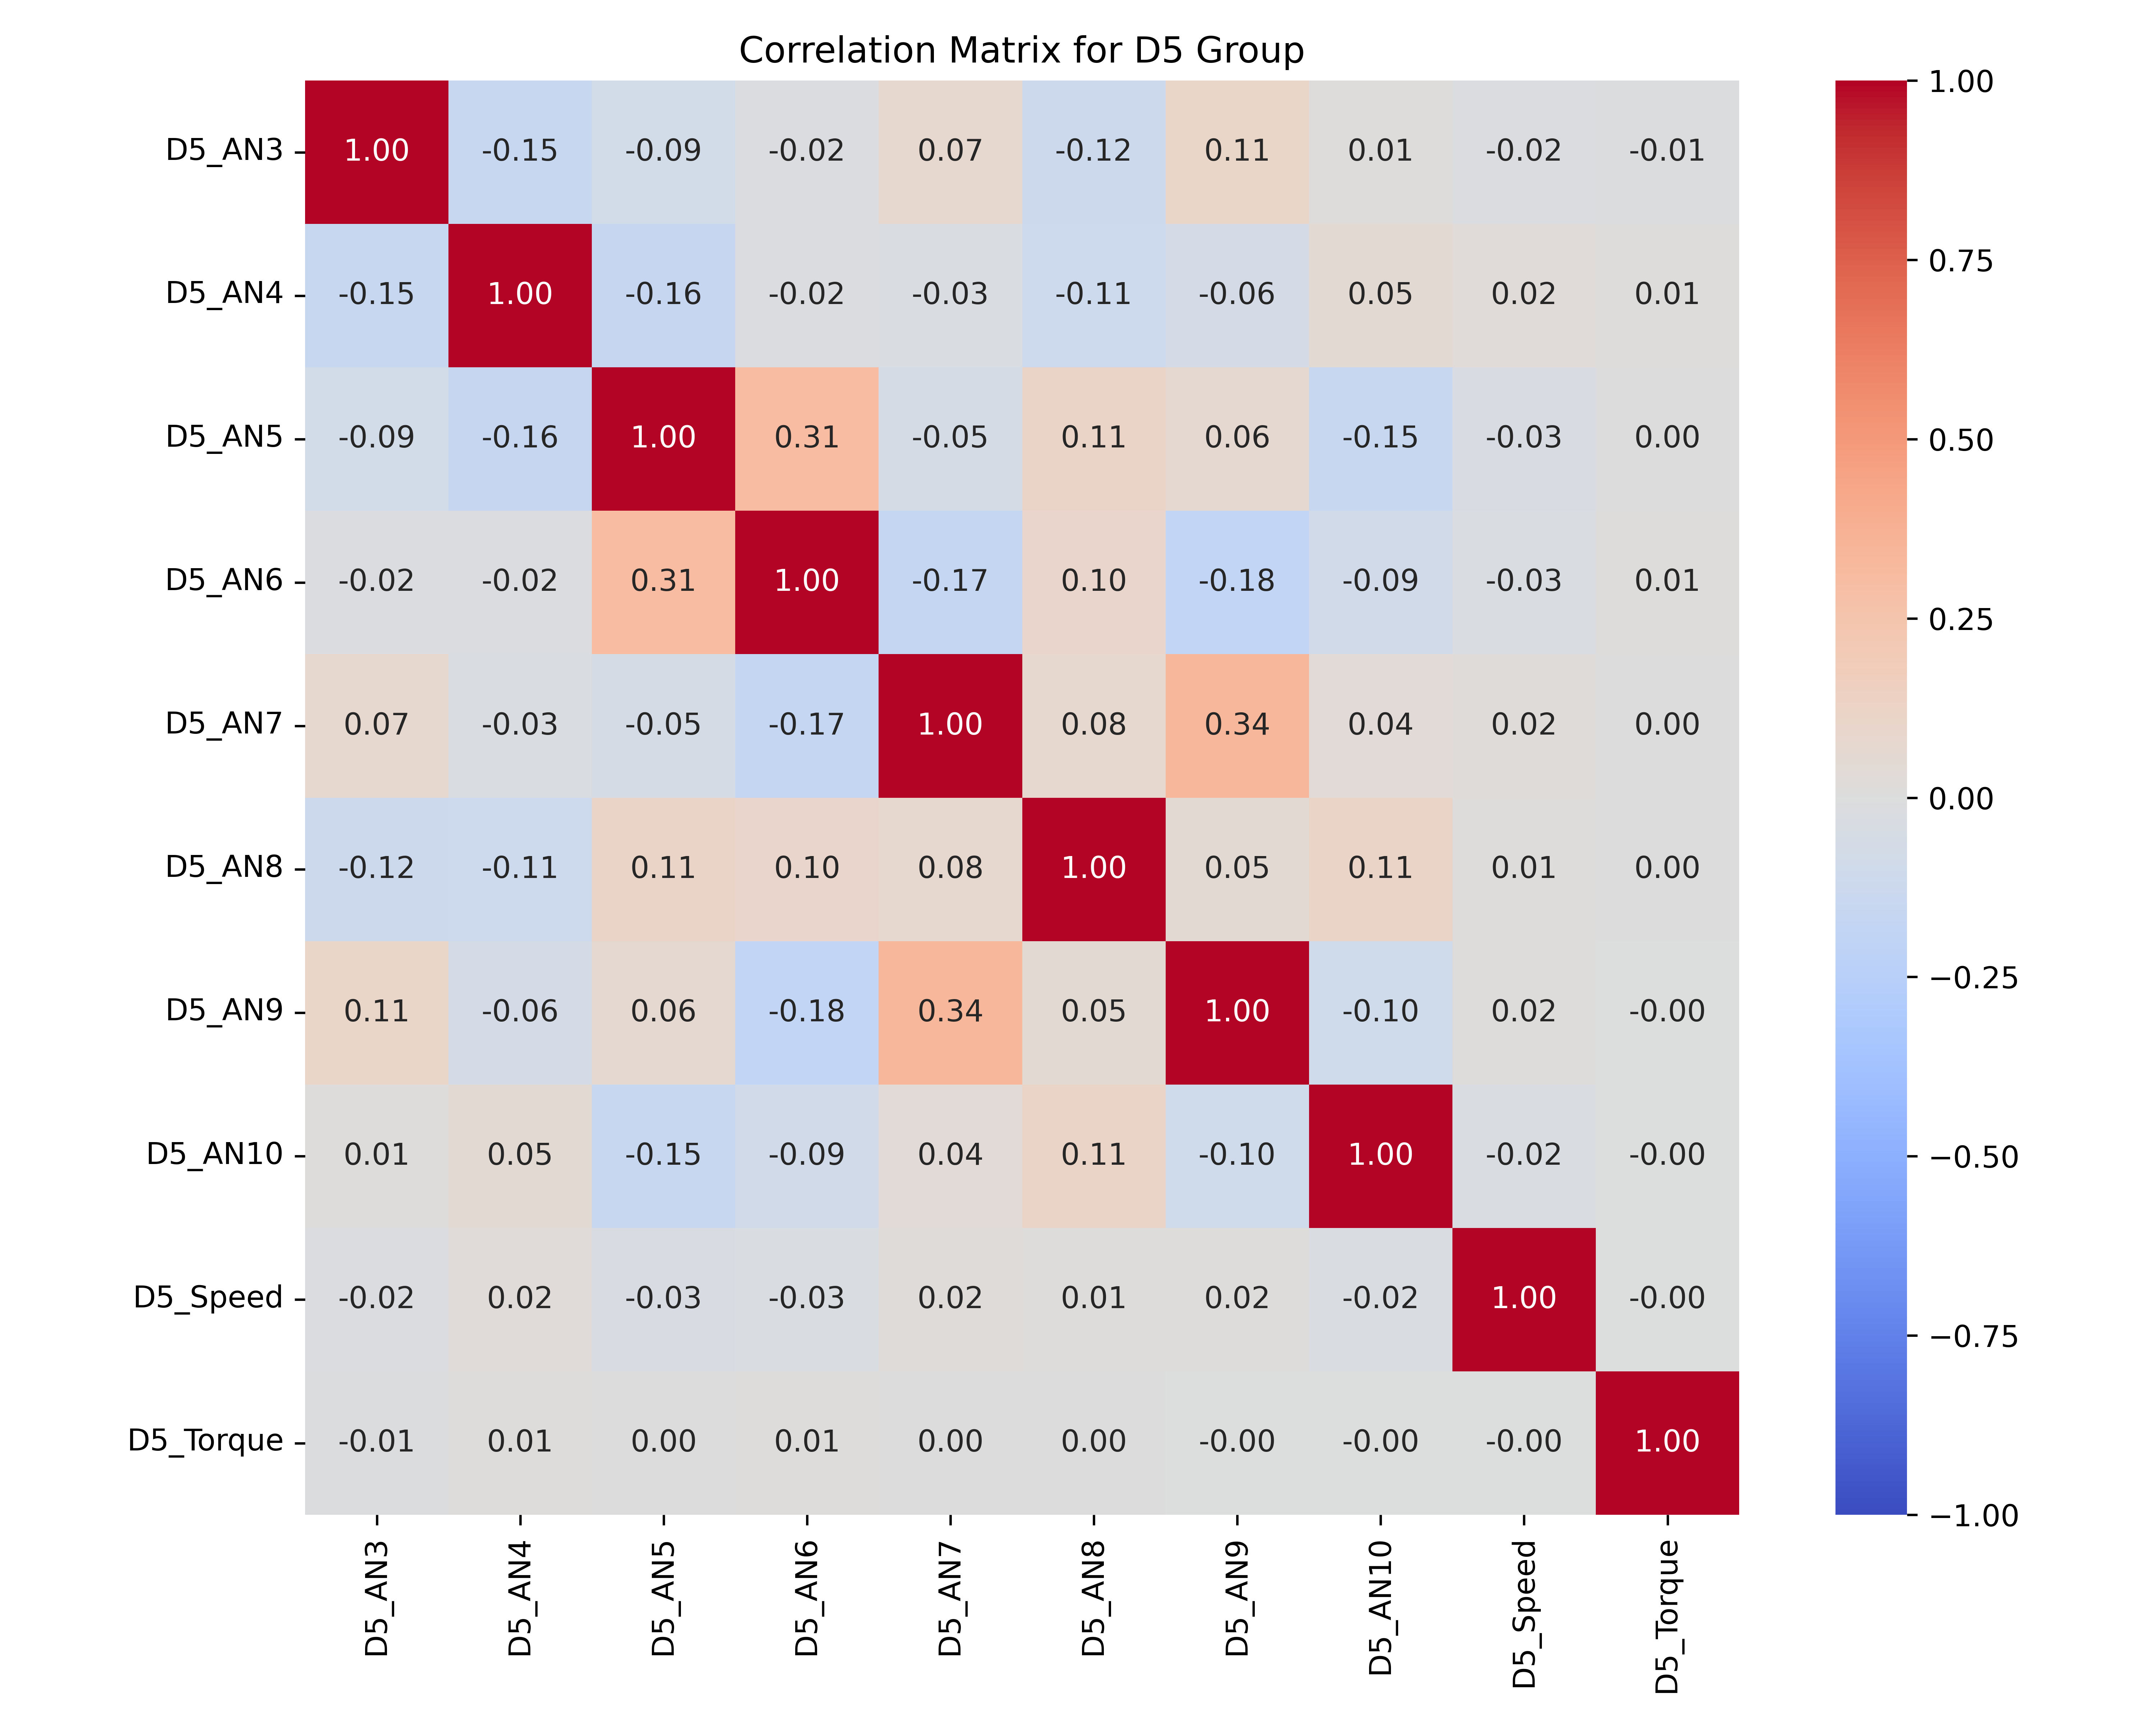 Correlation Matrix for D5 Group
D5_AN3 1.00 -0.15 -0.09 -0.02 0.07 -0.12 0.11 0.01 -0.02 -0.01
D5_AN4 -0.15 1.00 -0.16 -0.02 -0.03 -0.11 -0.06 0.05 0.02 0.01
D5_AN5 -0.09 -0.16 1.00 0.31 -0.05 0.11 0.06 -0.15 -0.03 0.00
D5_AN6 -0.02 -0.02 0.31 1.00 -0.17 0.10 -0.18 -0.09 -0.03 0.01
D5_AN7 0.07 -0.03 -0.05 -0.17 1.00 0.08 0.34 0.04 0.02 0.00
D5_AN8 -0.12 -0.11 0.11 0.10 0.08 1.00 0.05 0.11 0.01 0.00
D5_AN9 0.11 -0.06 0.06 -0.18 0.34 0.05 1.00 -0.10 0.02 -0.00
D5_AN10 0.01 0.05 -0.15 -0.09 0.04 0.11 -0.10 1.00 -0.02 -0.00
D5_Speed -0.02 0.02 -0.03 -0.03 0.02 0.01 0.02 -0.02 1.00 -0.00
D5_Torque -0.01 0.01 0.00 0.01 0.00 0.00 -0.00 -0.00 -0.00 1.00
D5_AN3 D5_AN4 D5_AN5 D5_AN6 D5_AN7 D5_AN8 D5_AN9 D5_AN10 D5_Speed D5_Torque
1.00
0.75
0.50
0.25
0.00
−0.25
−0.50
−0.75
−1.00